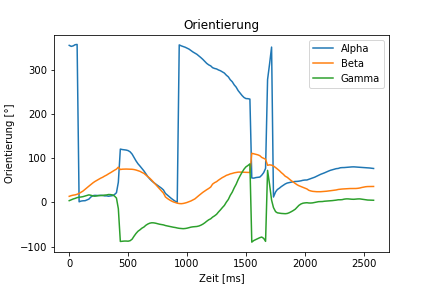 Orientierung
Alpha
Beta
Gamma
300
200
100
0
−100
Orientierung [°]
0
500
1000
1500
2000
2500
Zeit [ms]